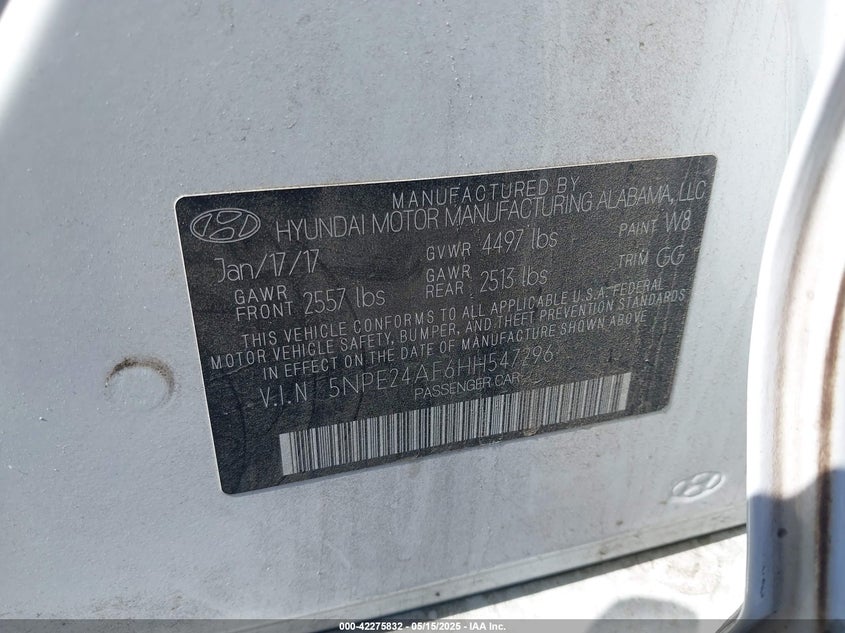 MANUFACTURED BY
HYUNDAI MOTOR MANUFACTURING ALABAMA, LLC
Jan/17/17 GVWR 4497 lbs PAINT W8
GAWR FRONT 2557 lbs GAWR REAR 2513 lbs TRIM GG
THIS VEHICLE CONFORMS TO ALL APPLICABLE U.S.A. FEDERAL
MOTOR VEHICLE SAFETY, BUMPER, AND THEFT PREVENTION STANDARDS
IN EFFECT ON THE DATE OF MANUFACTURE SHOWN ABOVE
V.I.N 5NPE24AF6HH547296
PASSENGER CAR
000-42275832 - 05/15/2025 - IAA Inc.